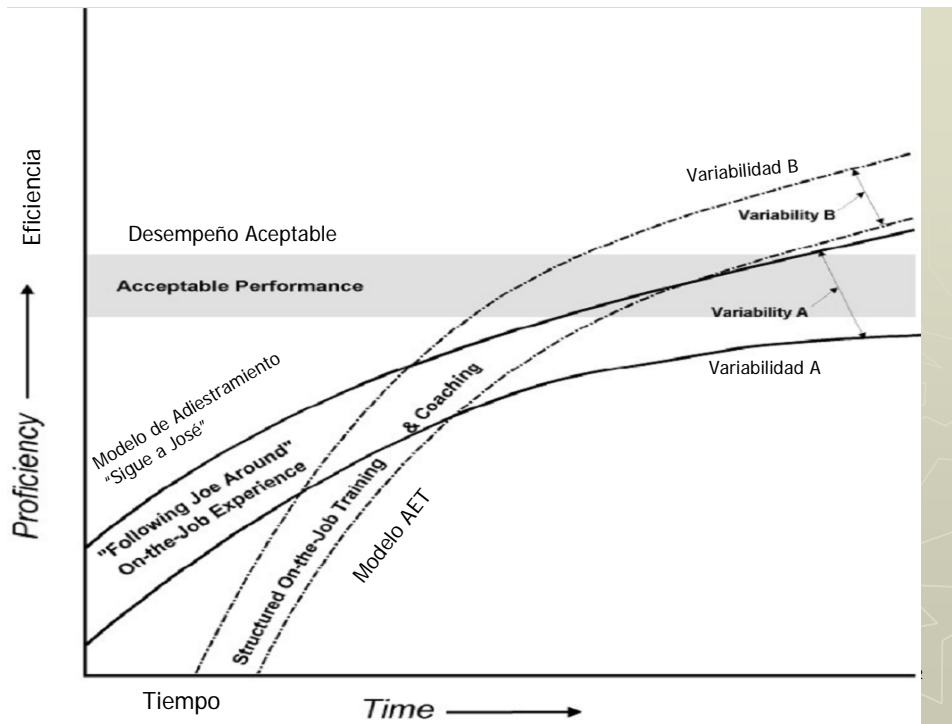 Variabilidad B
Variability B
Desempeño Aceptable
Acceptable Performance
Variability A
Variabilidad A
Eficiencia
Proficiency
Modelo de Adiestramiento
“Sigue a José”
"Following Joe Around"
On-the-Job Experience
Structured On-the-Job Training & Coaching
Modelo AET
Tiempo
Time